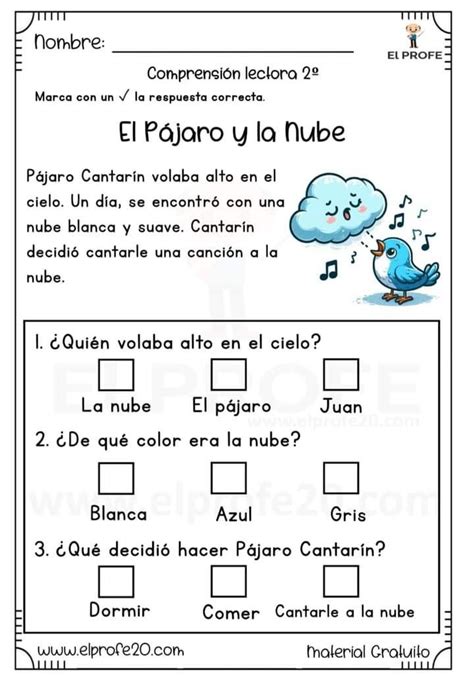 Nombre:
El PROFE
Comprensión lectora 2º
Marca con un ✓ la respuesta correcta.
El Pájaro y la Nube
Pájaro Cantarín volaba alto en el
cielo. Un día, se encontró con una
nube blanca y suave. Cantarín
decidió cantarle una canción a la
nube.
1. ¿Quién volaba alto en el cielo?
La nube El pájaro Juan
EL PROFE
www.elprofe20.com
2. ¿De qué color era la nube?
Blanca Azul Gris
www.elprofe20.com
3. ¿Qué decidió hacer Pájaro Cantarín?
Dormir Comer Cantarle a la nube
www.elprofe20.com Material Gratuito